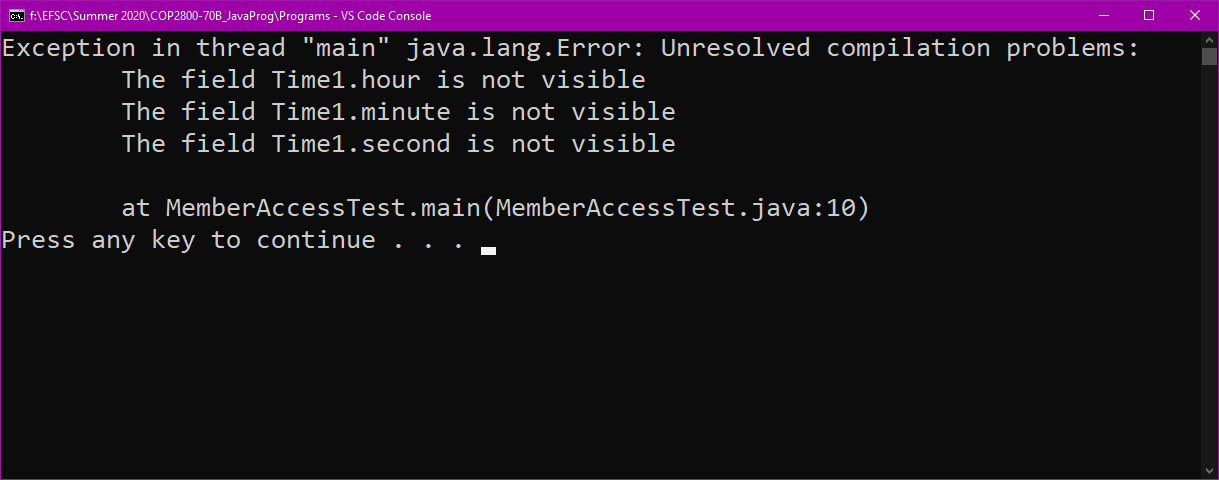 f:\EFSC\Summer 2020\COP2800-70B_JavaProg\Programs - VS Code Console
Exception in thread "main" java.lang.Error: Unresolved compilation problems:
The field Time1.hour is not visible
The field Time1.minute is not visible
The field Time1.second is not visible
at MemberAccessTest.main(MemberAccessTest.java:10)
Press any key to continue . . .